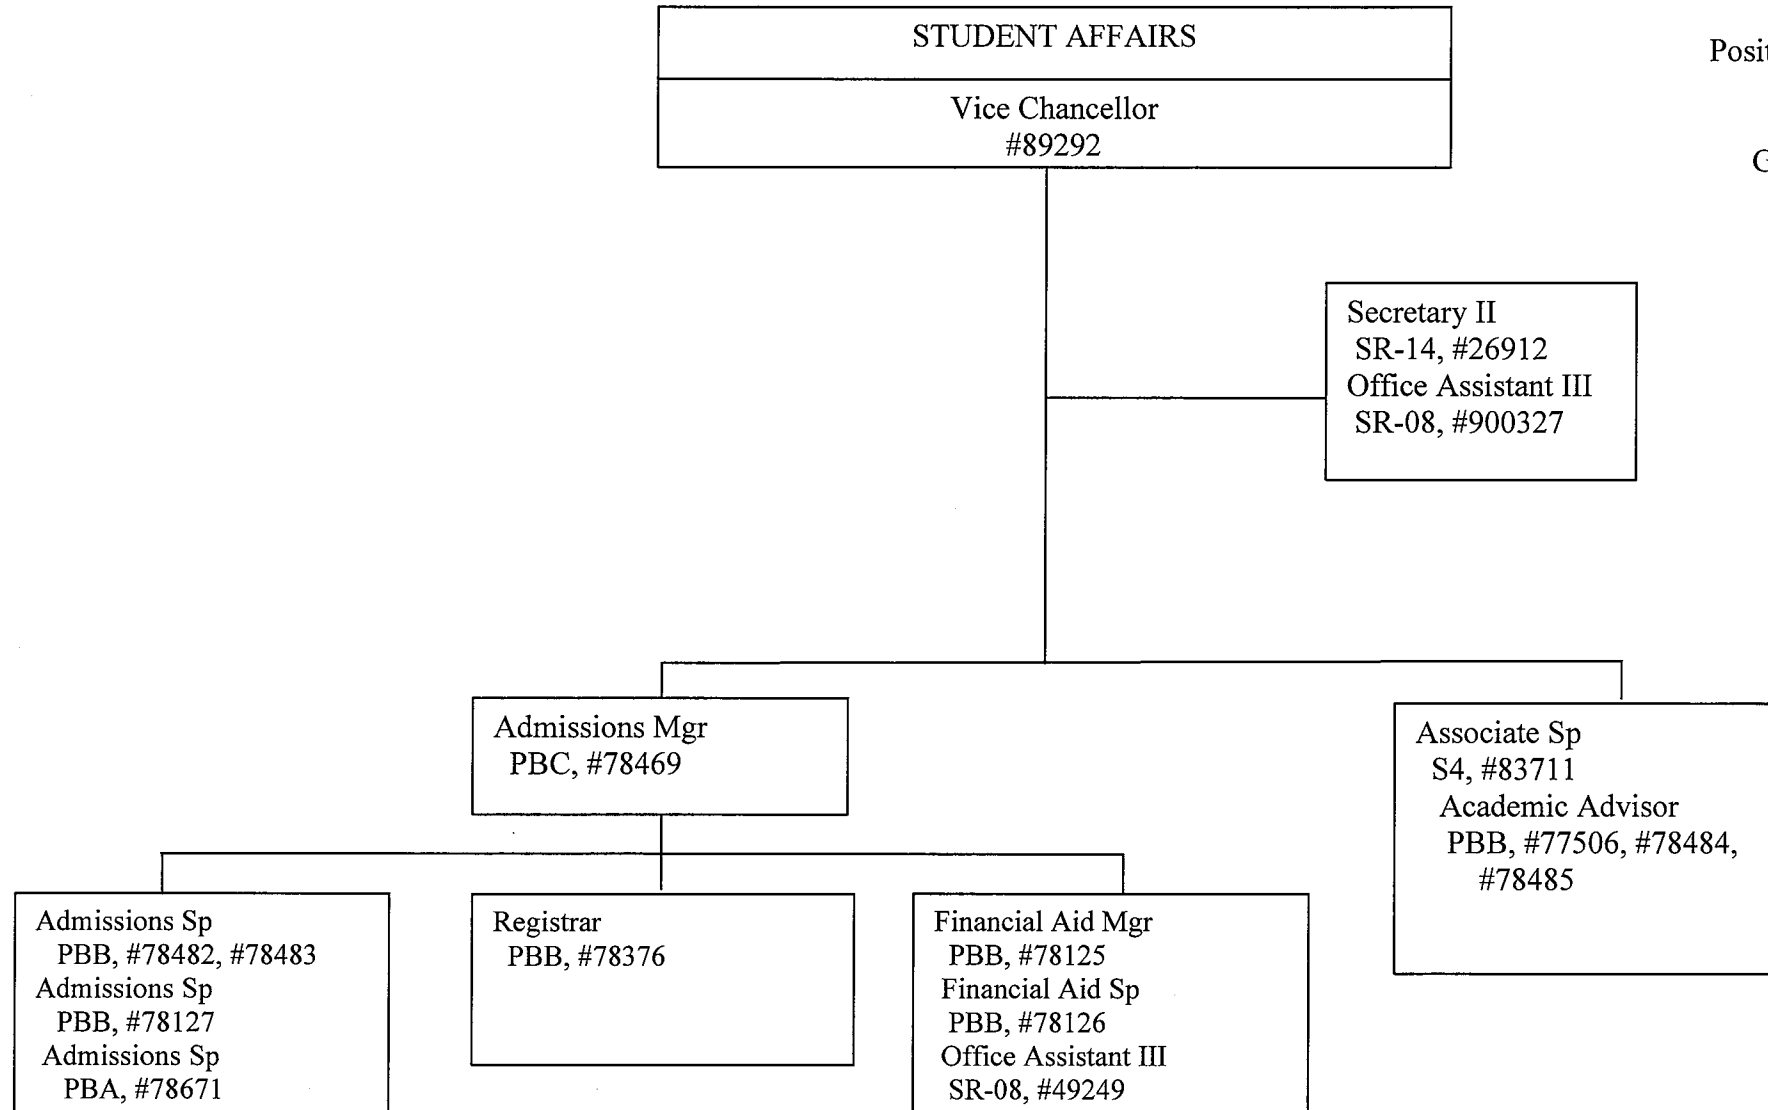 STUDENT AFFAIRS
Vice Chancellor
#89292
Secretary II
SR-14, #26912
Office Assistant III
SR-08, #900327
Admissions Mgr
PBC, #78469
Associate Sp
S4, #83711
Academic Advisor
PBB, #77506, #78484,
#78485
Admissions Sp
PBB, #78482, #78483
Admissions Sp
PBB, #78127
Admissions Sp
PBA, #78671
Registrar
PBB, #78376
Financial Aid Mgr
PBB, #78125
Financial Aid Sp
PBB, #78126
Office Assistant III
SR-08, #49249